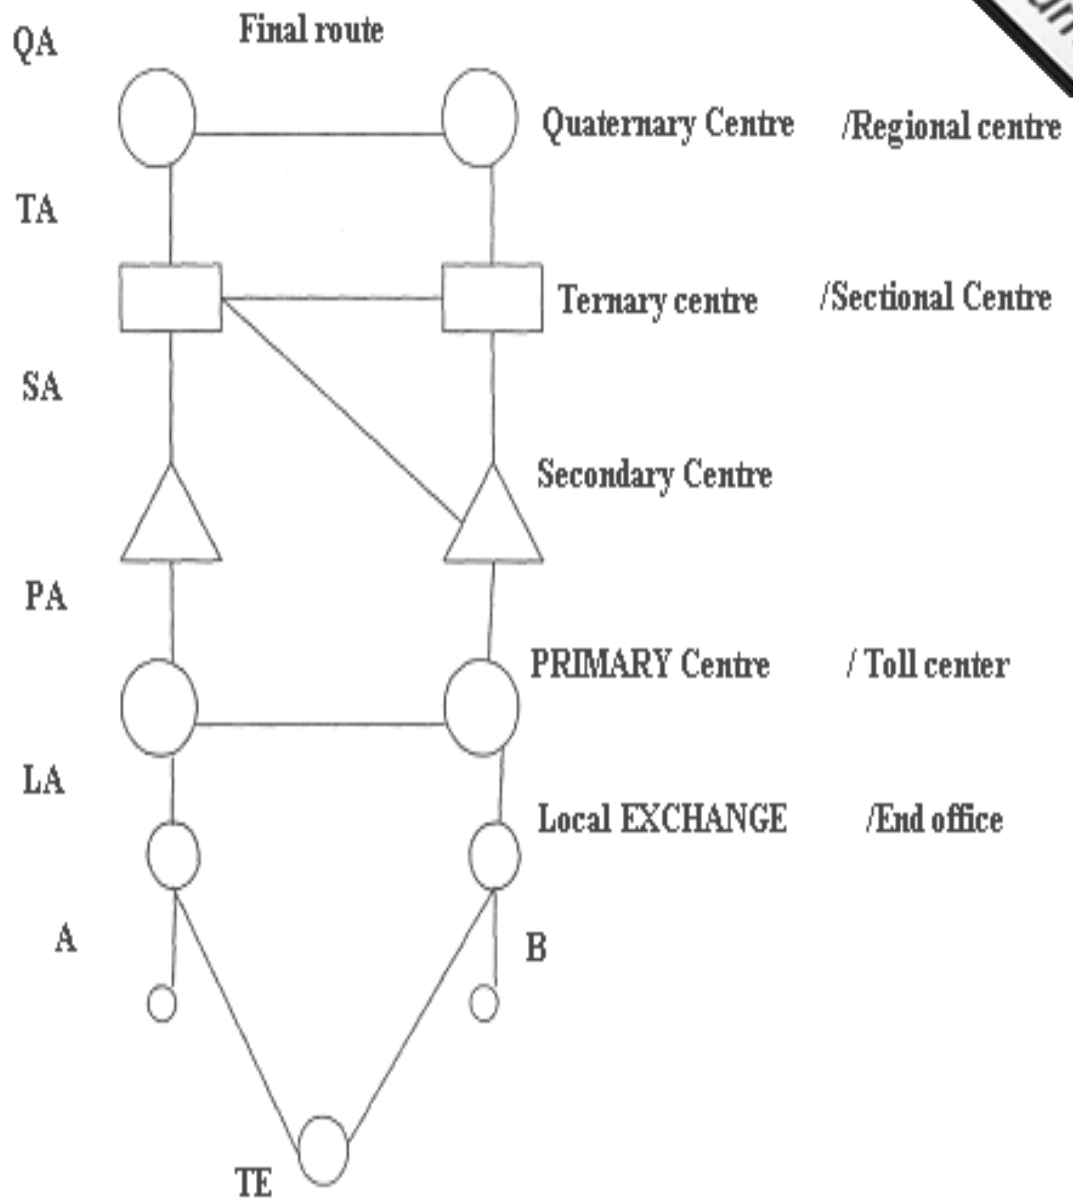 QA
Final route
Quaternary Centre /Regional centre
TA
Ternary centre /Sectional Centre
SA
Secondary Centre
PA
PRIMARY Centre / Toll center
LA
Local EXCHANGE /End office
A
B
TE